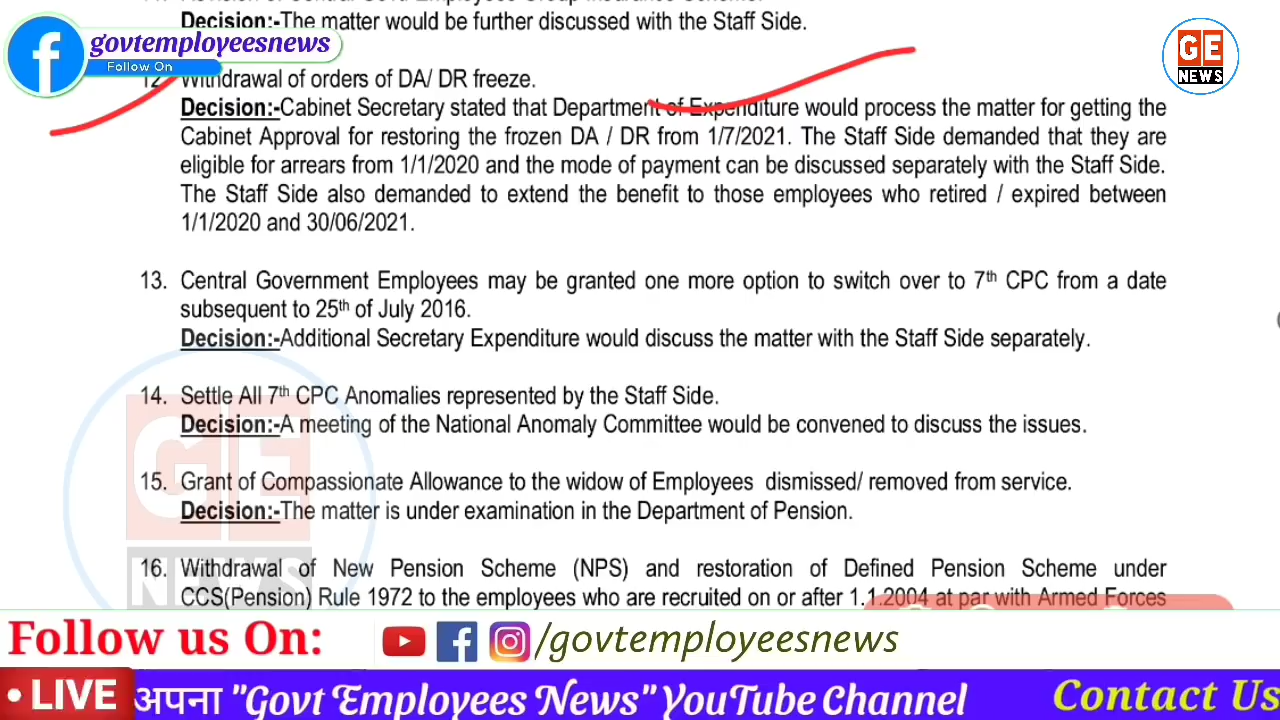 11. Revision of Central Govt Employees Group Insurance Scheme.
Decision:-The matter would be further discussed with the Staff Side.
govtemployeesnews
Follow On
GE
NEWS
12. Withdrawal of orders of DA/ DR freeze.
Decision:-Cabinet Secretary stated that Department of Expenditure would process the matter for getting the
Cabinet Approval for restoring the frozen DA / DR from 1/7/2021. The Staff Side demanded that they are
eligible for arrears from 1/1/2020 and the mode of payment can be discussed separately with the Staff Side.
The Staff Side also demanded to extend the benefit to those employees who retired / expired between
1/1/2020 and 30/06/2021.
13. Central Government Employees may be granted one more option to switch over to 7th CPC from a date
subsequent to 25th of July 2016.
Decision:-Additional Secretary Expenditure would discuss the matter with the Staff Side separately.
14. Settle All 7th CPC Anomalies represented by the Staff Side.
Decision:-A meeting of the National Anomaly Committee would be convened to discuss the issues.
15. Grant of Compassionate Allowance to the widow of Employees dismissed/ removed from service.
Decision:-The matter is under examination in the Department of Pension.
16. Withdrawal of New Pension Scheme (NPS) and restoration of Defined Pension Scheme under
CCS(Pension) Rule 1972 to the employees who are recruited on or after 1.1.2004 at par with Armed Forces
GE
NEWS
Follow us On: /govtemployeesnews
• LIVE अपना "Govt Employees News" YouTube Channel Contact Us